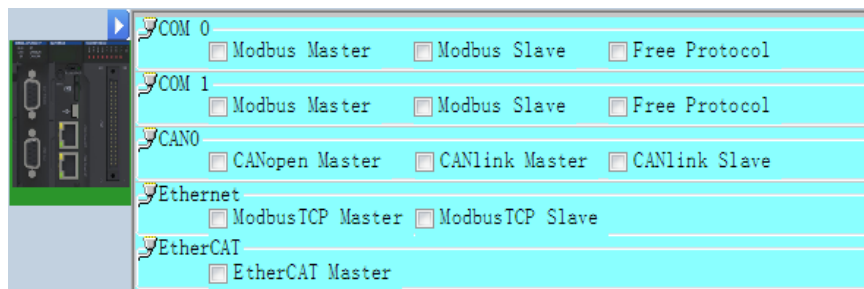 COM 0
Modbus Master Modbus Slave Free Protocol
COM 1
Modbus Master Modbus Slave Free Protocol
CAN0
CANopen Master CANlink Master CANlink Slave
Ethernet
ModbusTCP Master ModbusTCP Slave
EtherCAT
EtherCAT Master